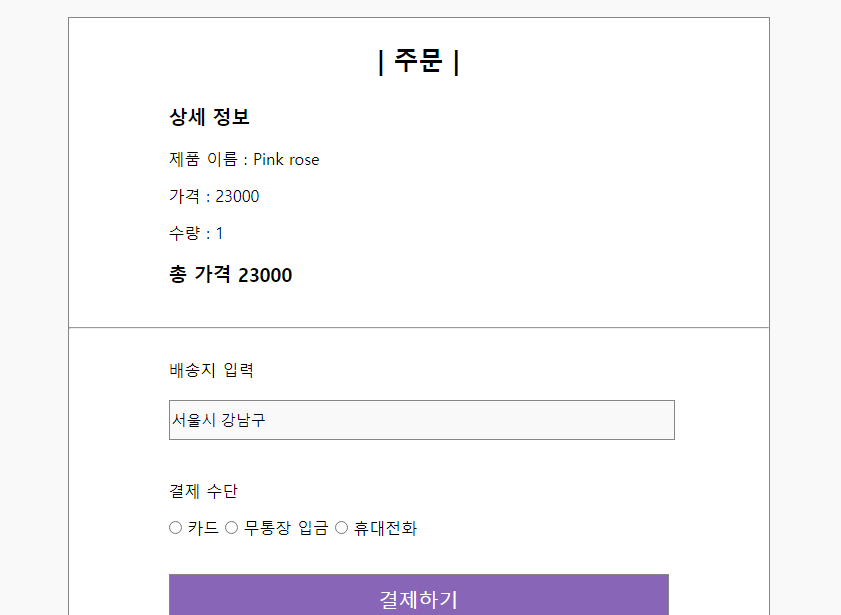 | 주문 |
상세 정보
제품 이름 : Pink rose
가격 : 23000
수량 : 1
총 가격 23000
배송지 입력
서울시 강남구
결제 수단
카드 무통장 입금 휴대전화
결제하기